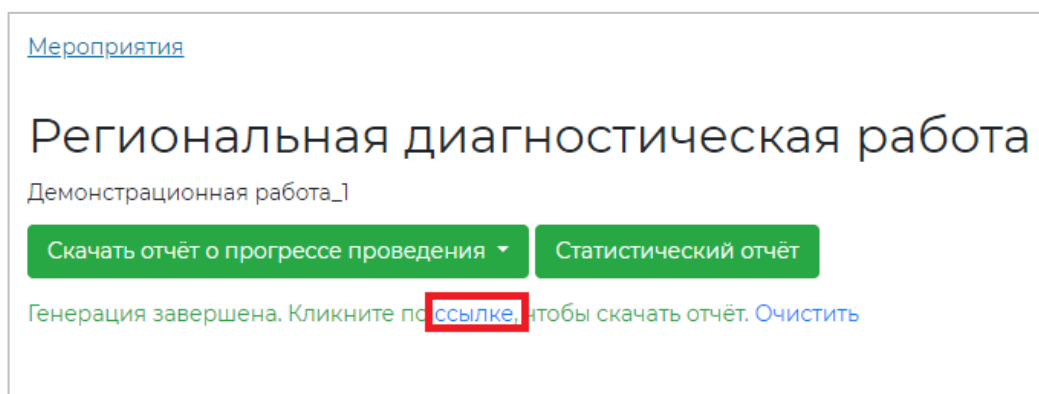 Мероприятия
Региональная диагностическая работа
Демонстрационная работа_1
Скачать отчёт о прогрессе проведения Статистический отчёт
Генерация завершена. Кликните по ссылке, чтобы скачать отчёт. Очистить